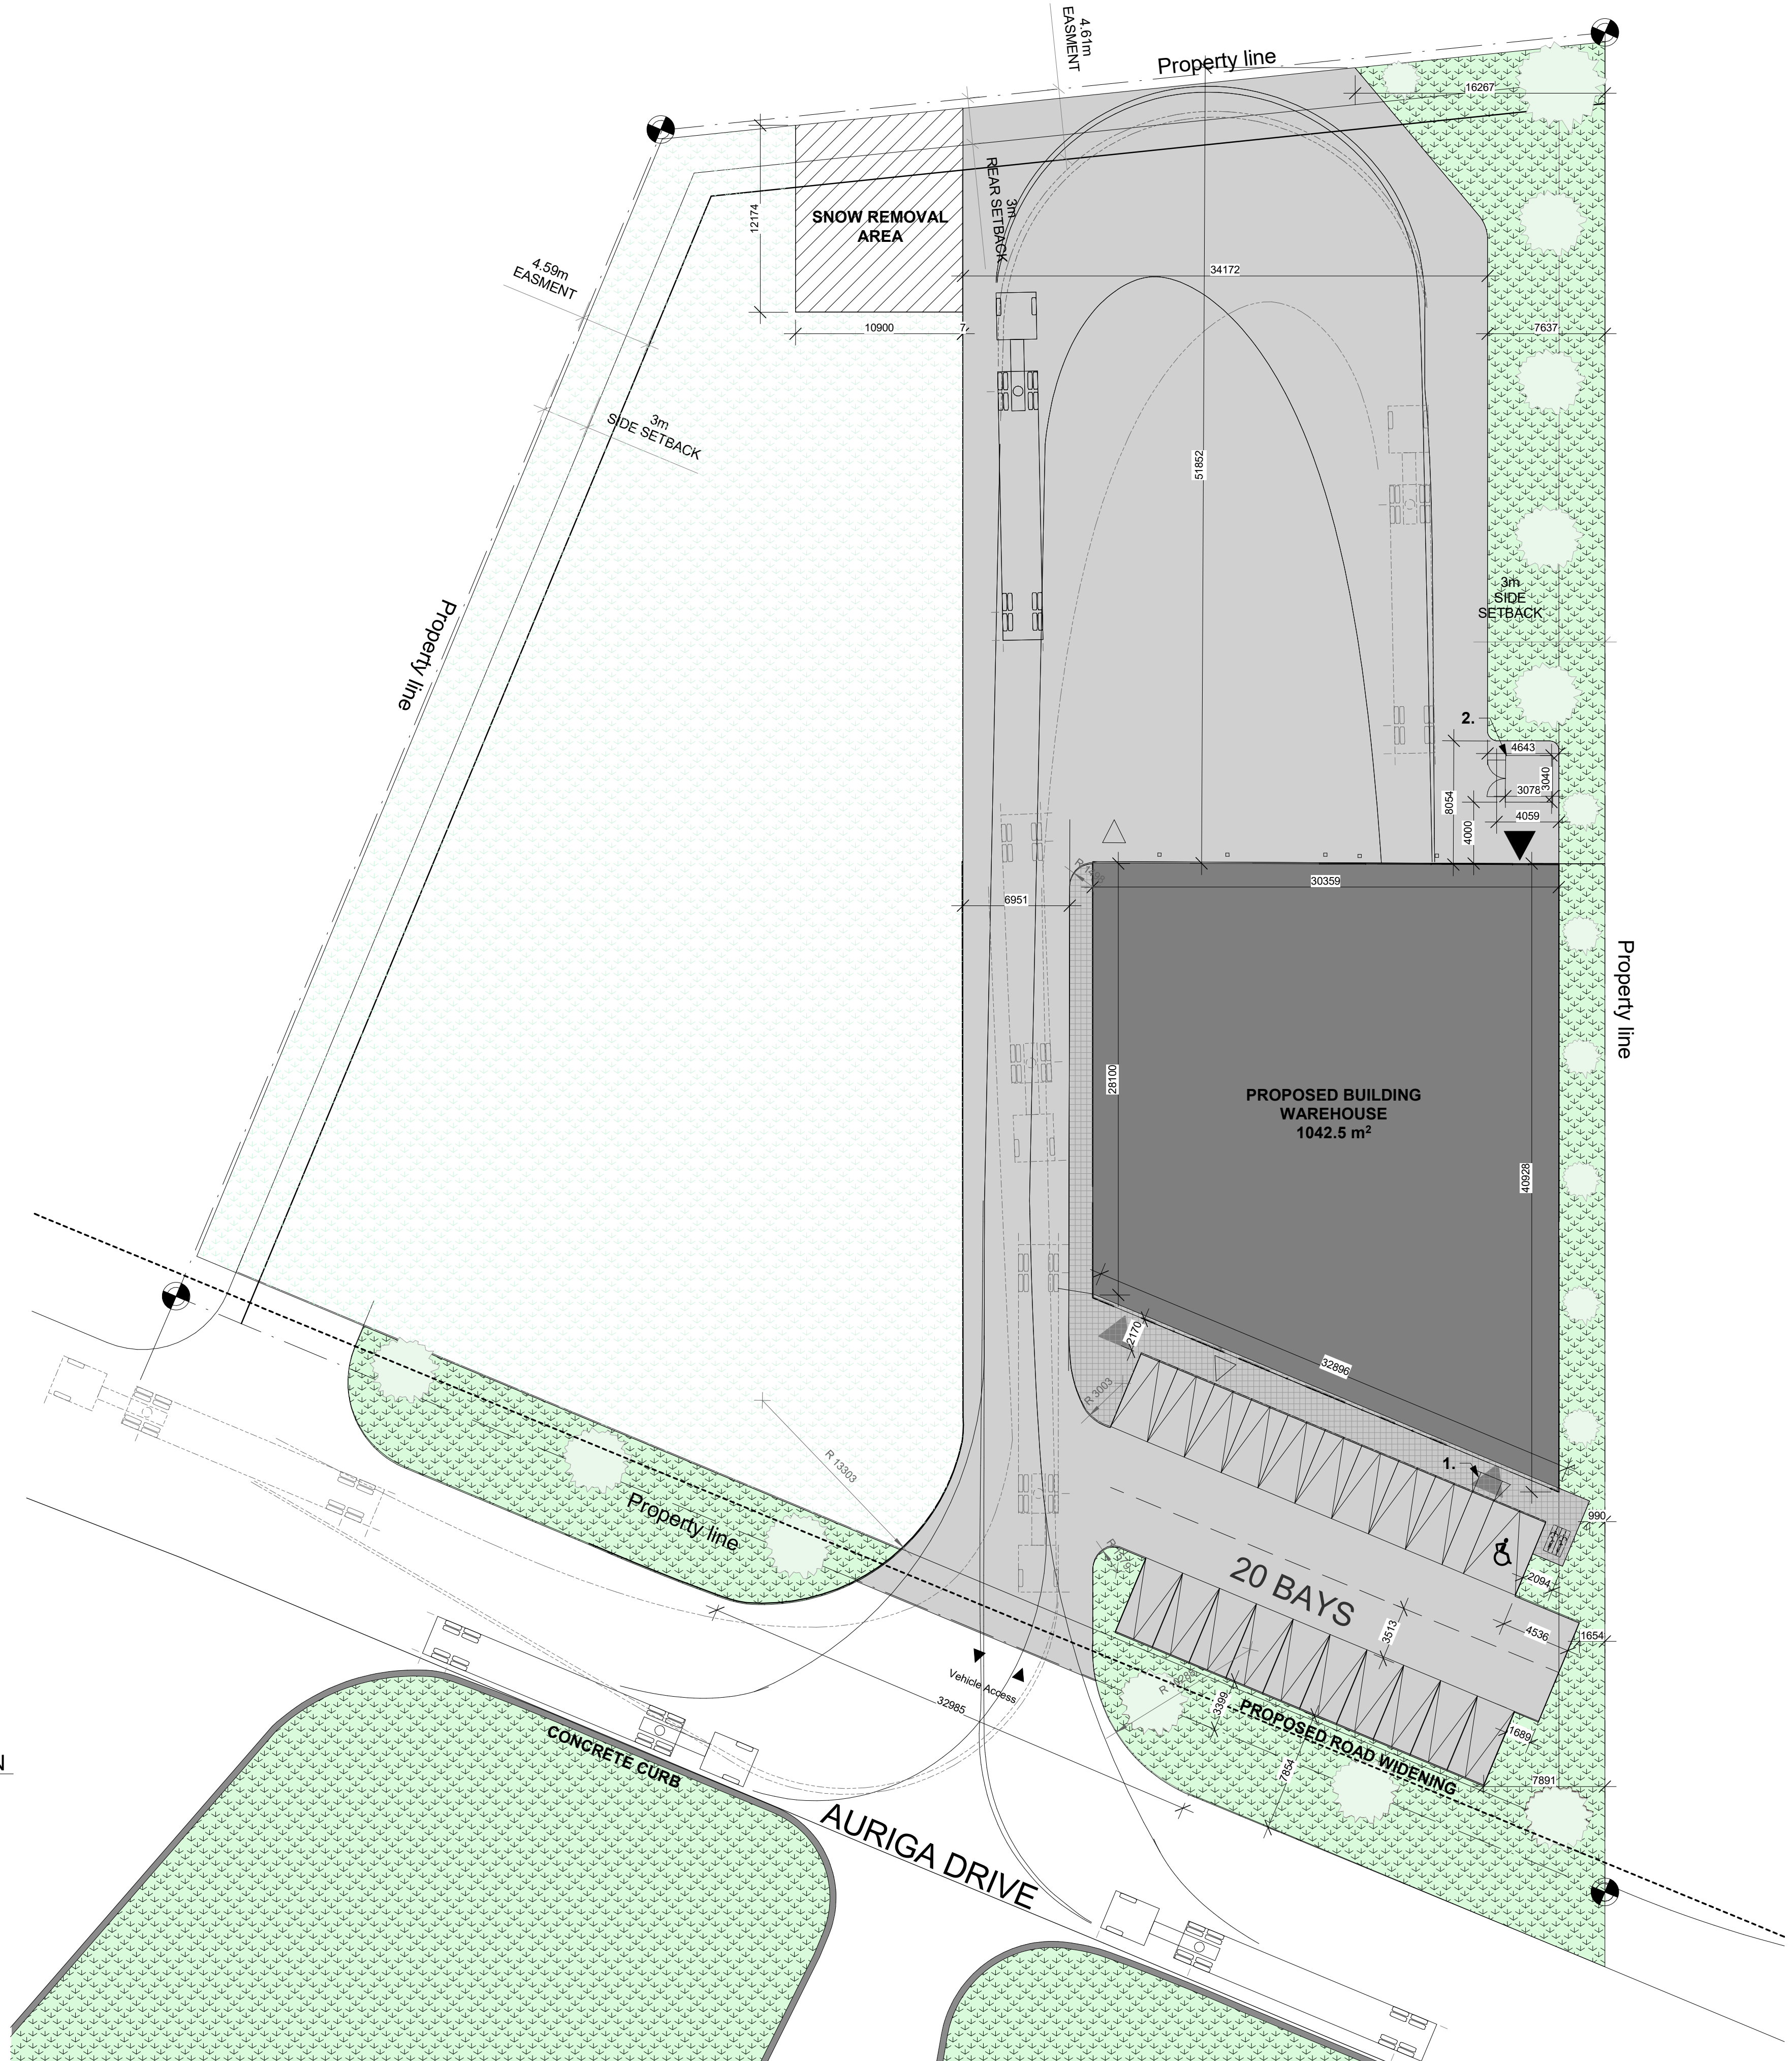 4.61m
EASMENT
Property line
16267
SNOW REMOVAL
AREA
12174
3m
REAR SETBACK
4.59m
EASMENT
34172
10900
7
7637
3m
SIDE SETBACK
51852
3m
SIDE
SETBACK
Property line
2.
4643
3040
3078
8054
4000
4059
30359
6951
Property line
28100
PROPOSED BUILDING
WAREHOUSE
1042.5 m²
40928
2170
32896
R 3003
R 13303
1.
990
Property line
2094
20 BAYS
3513
4536
1654
Vehicle Access
32985
3399
PROPOSED ROAD WIDENING
1689
CONCRETE CURB
7854
7891
N
AURIGA DRIVE